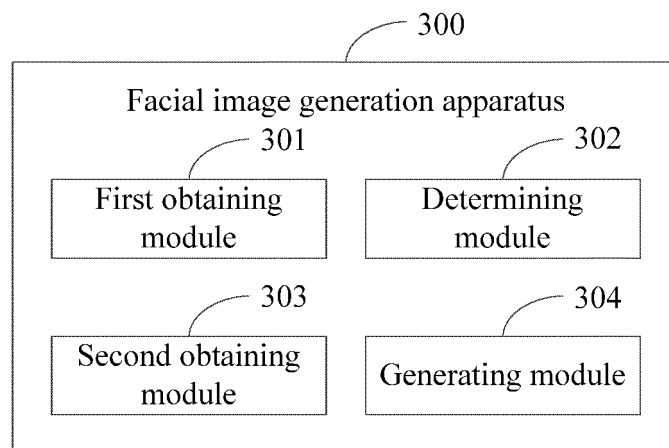 300
Facial image generation apparatus
301
First obtaining
module
302
Determining
module
303
Second obtaining
module
304
Generating module